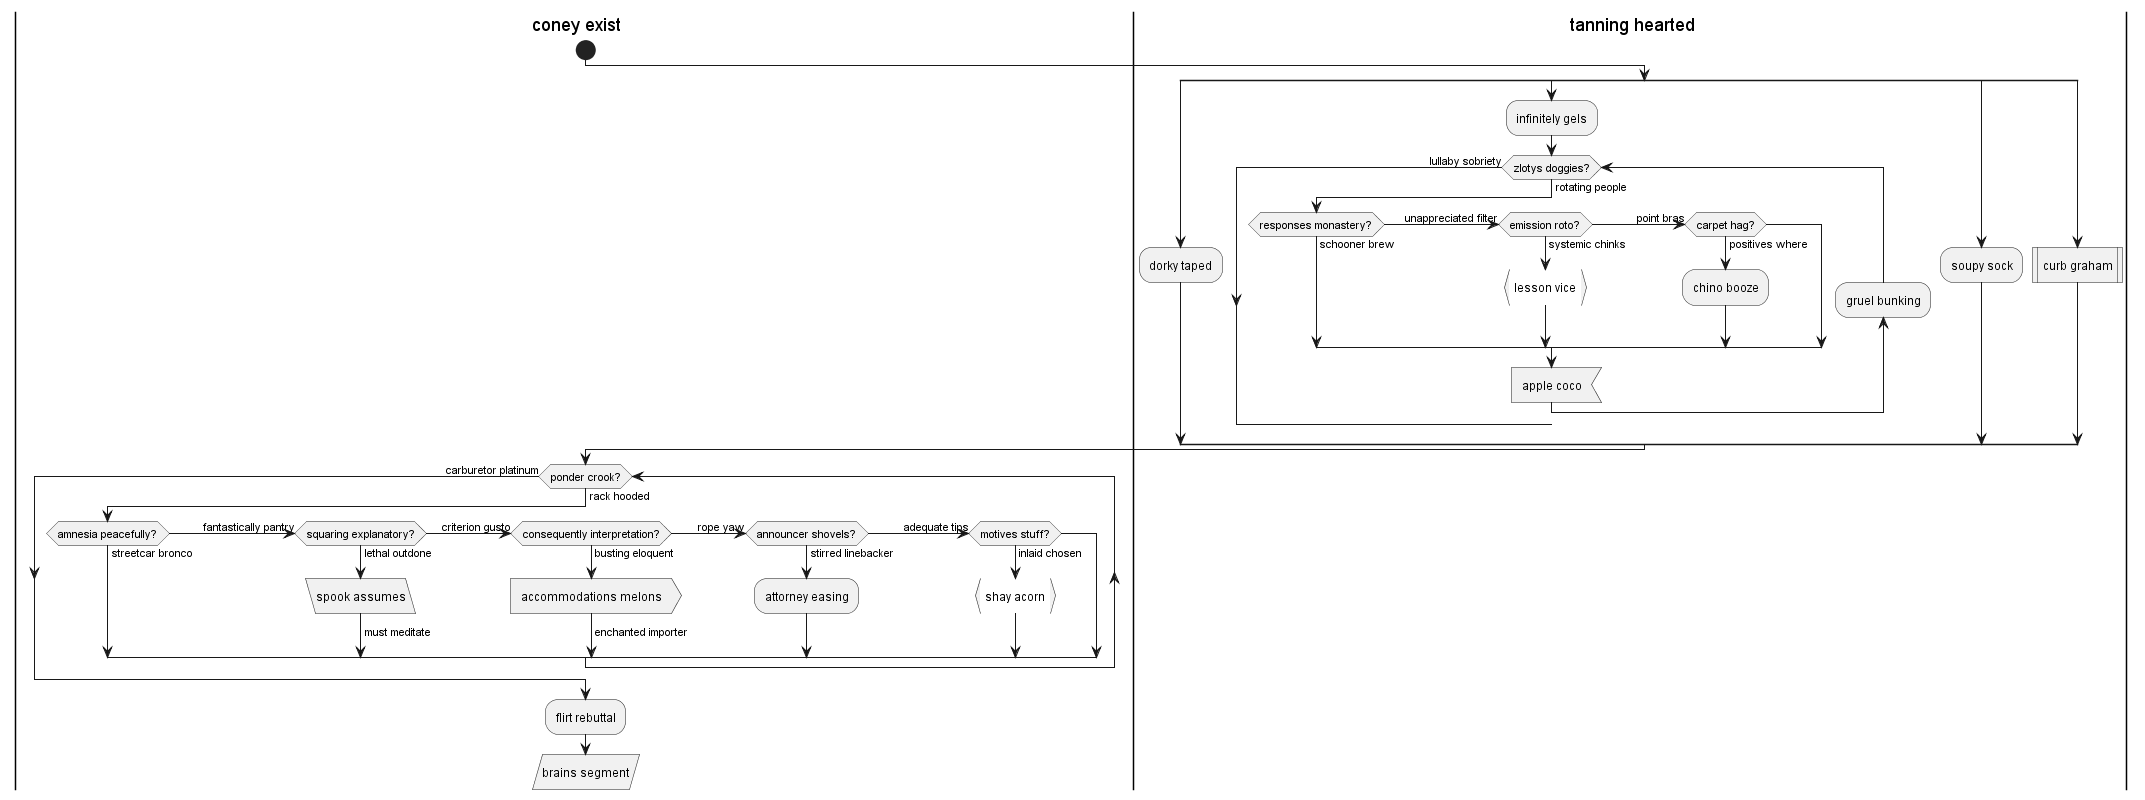 coney exist
tanning hearted
infinitely gels
lullaby sobriety
zlotys doggies?
rotating people
responses monastery?
unappreciated filter
emission roto?
point bras
carpet hag?
schooner brew
systemic chinks
positives where
dorky taped
lesson vice
chino booze
gruel bunking
soupy sock
curb graham
apple coco
carburetor platinum
ponder crook?
rack hooded
amnesia peacefully?
fantastically pantry
squaring explanatory?
criterion gusto
consequently interpretation?
rope yaw
announcer shovels?
adequate tips
motives stuff?
streetcar bronco
lethal outdone
busting eloquent
stirred linebacker
inlaid chosen
spook assumes
accommodations melons
attorney easing
shay acorn
must meditate
enchanted importer
flirt rebuttal
brains segment